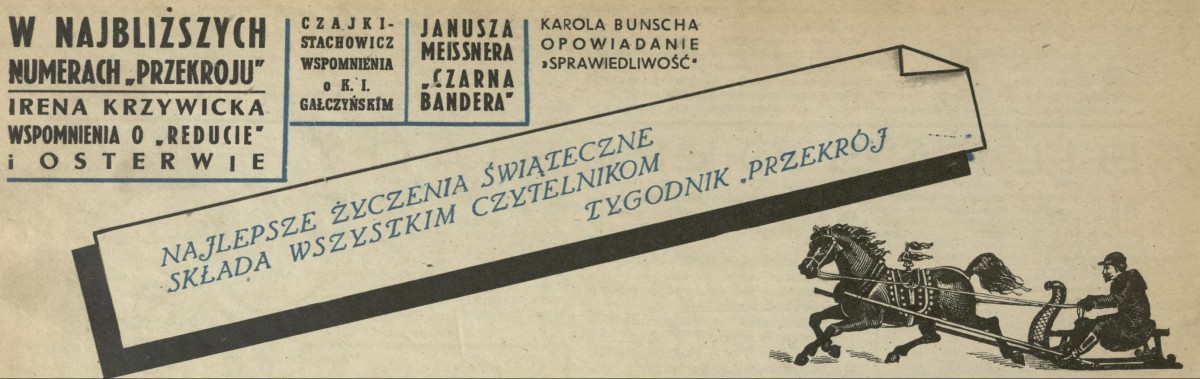 W NAJBLIŻSZYCH
NUMERACH „PRZEKROJU”
IRENA KRZYWICKA
WSPOMNIENIA O „REDUCIE”
i OSTERWIE
CZAJKI-
STACHOWICZ
WSPOMNIENIA
o K. I.
GAŁCZYŃSKIM
JANUSZA
MEISSNERA
„CZARNA
BANDERA”
KAROLA BUNSCHA
OPOWIADANIE
„SPRAWIEDLIWOŚĆ”
NAJLEPSZE ŻYCZENIA ŚWIĄTECZNE
SKŁADA WSZYSTKIM CZYTELNIKOM
TYGODNIK „PRZEKRÓJ